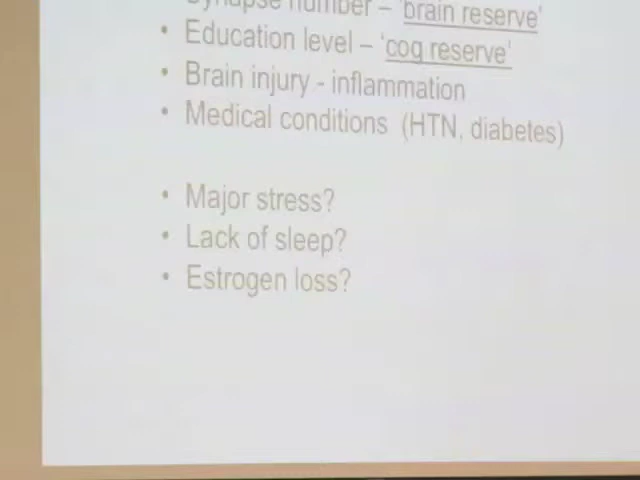 Synapse number – 'brain reserve'
• Education level – 'cog reserve'
• Brain injury - inflammation
• Medical conditions (HTN, diabetes)
• Major stress?
• Lack of sleep?
• Estrogen loss?